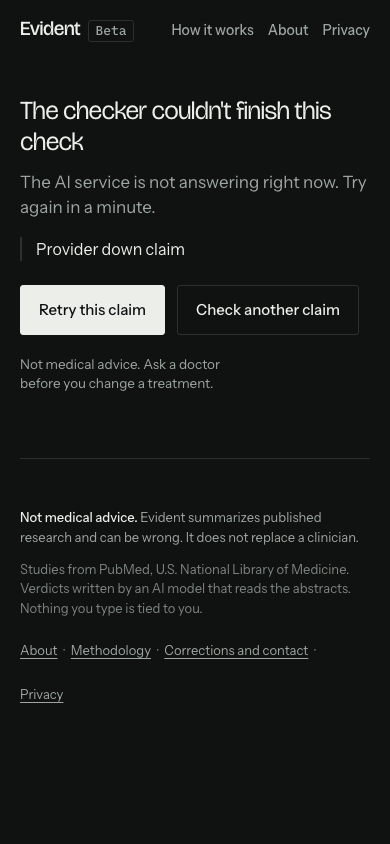 Evident Beta How it works About Privacy
The checker couldn't finish this
check
The AI service is not answering right now. Try
again in a minute.
Provider down claim
Retry this claim Check another claim
Not medical advice. Ask a doctor
before you change a treatment.
Not medical advice. Evident summarizes published
research and can be wrong. It does not replace a clinician.
Studies from PubMed, U.S. National Library of Medicine.
Verdicts written by an AI model that reads the abstracts.
Nothing you type is tied to you.
About · Methodology · Corrections and contact ·
Privacy